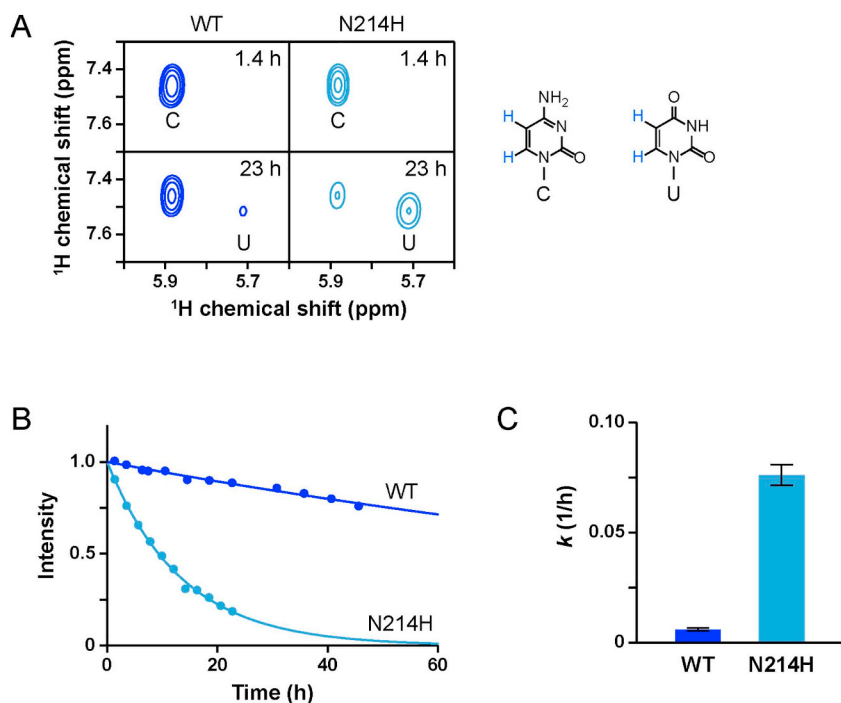 A
WT N214H
¹H chemical shift (ppm)
7.4
7.6
7.4
7.6
1.4 h
C
1.4 h
C
23 h
U
23 h
U
5.9 5.7 5.9 5.7
¹H chemical shift (ppm)
H
H
NH₂
N
N
O
C
H
H
O
NH
N
O
U
B
Intensity
1.0
0.5
0
WT
N214H
0 20 40 60
Time (h)
C
k (1/h)
0.10
0.05
0
WT N214H